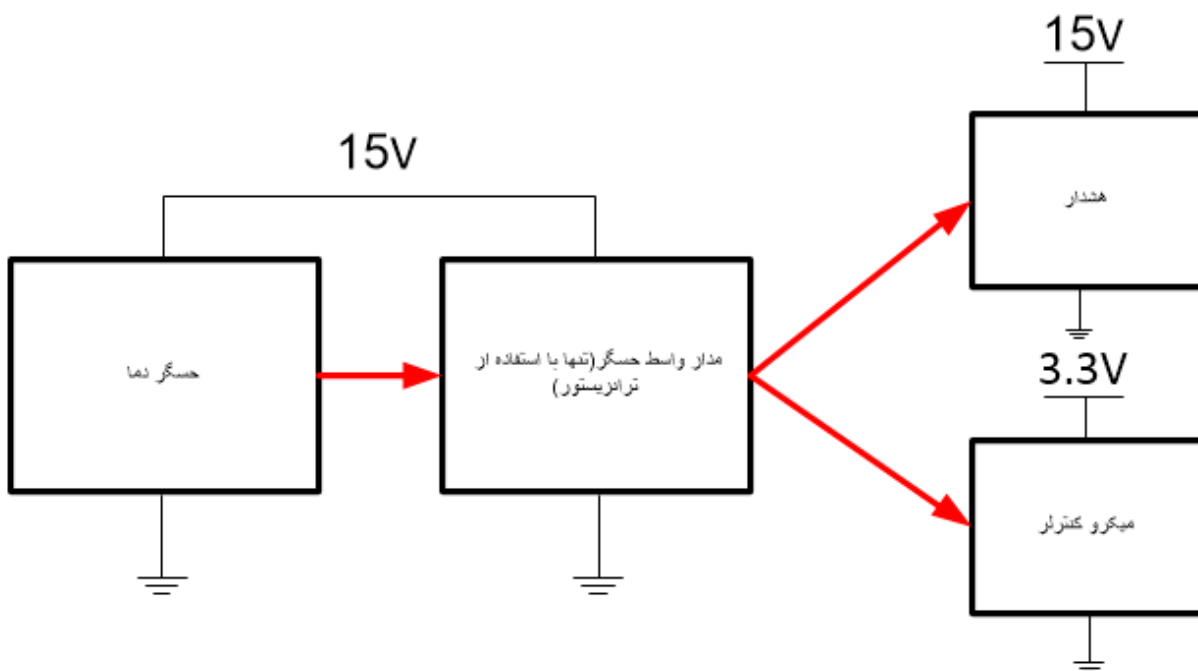 15V
15V
هشدار
حسگر دما
مدار واسط حسگر(تنها با استفاده از
ترانزیستور)
3.3V
میکرو کنترلر